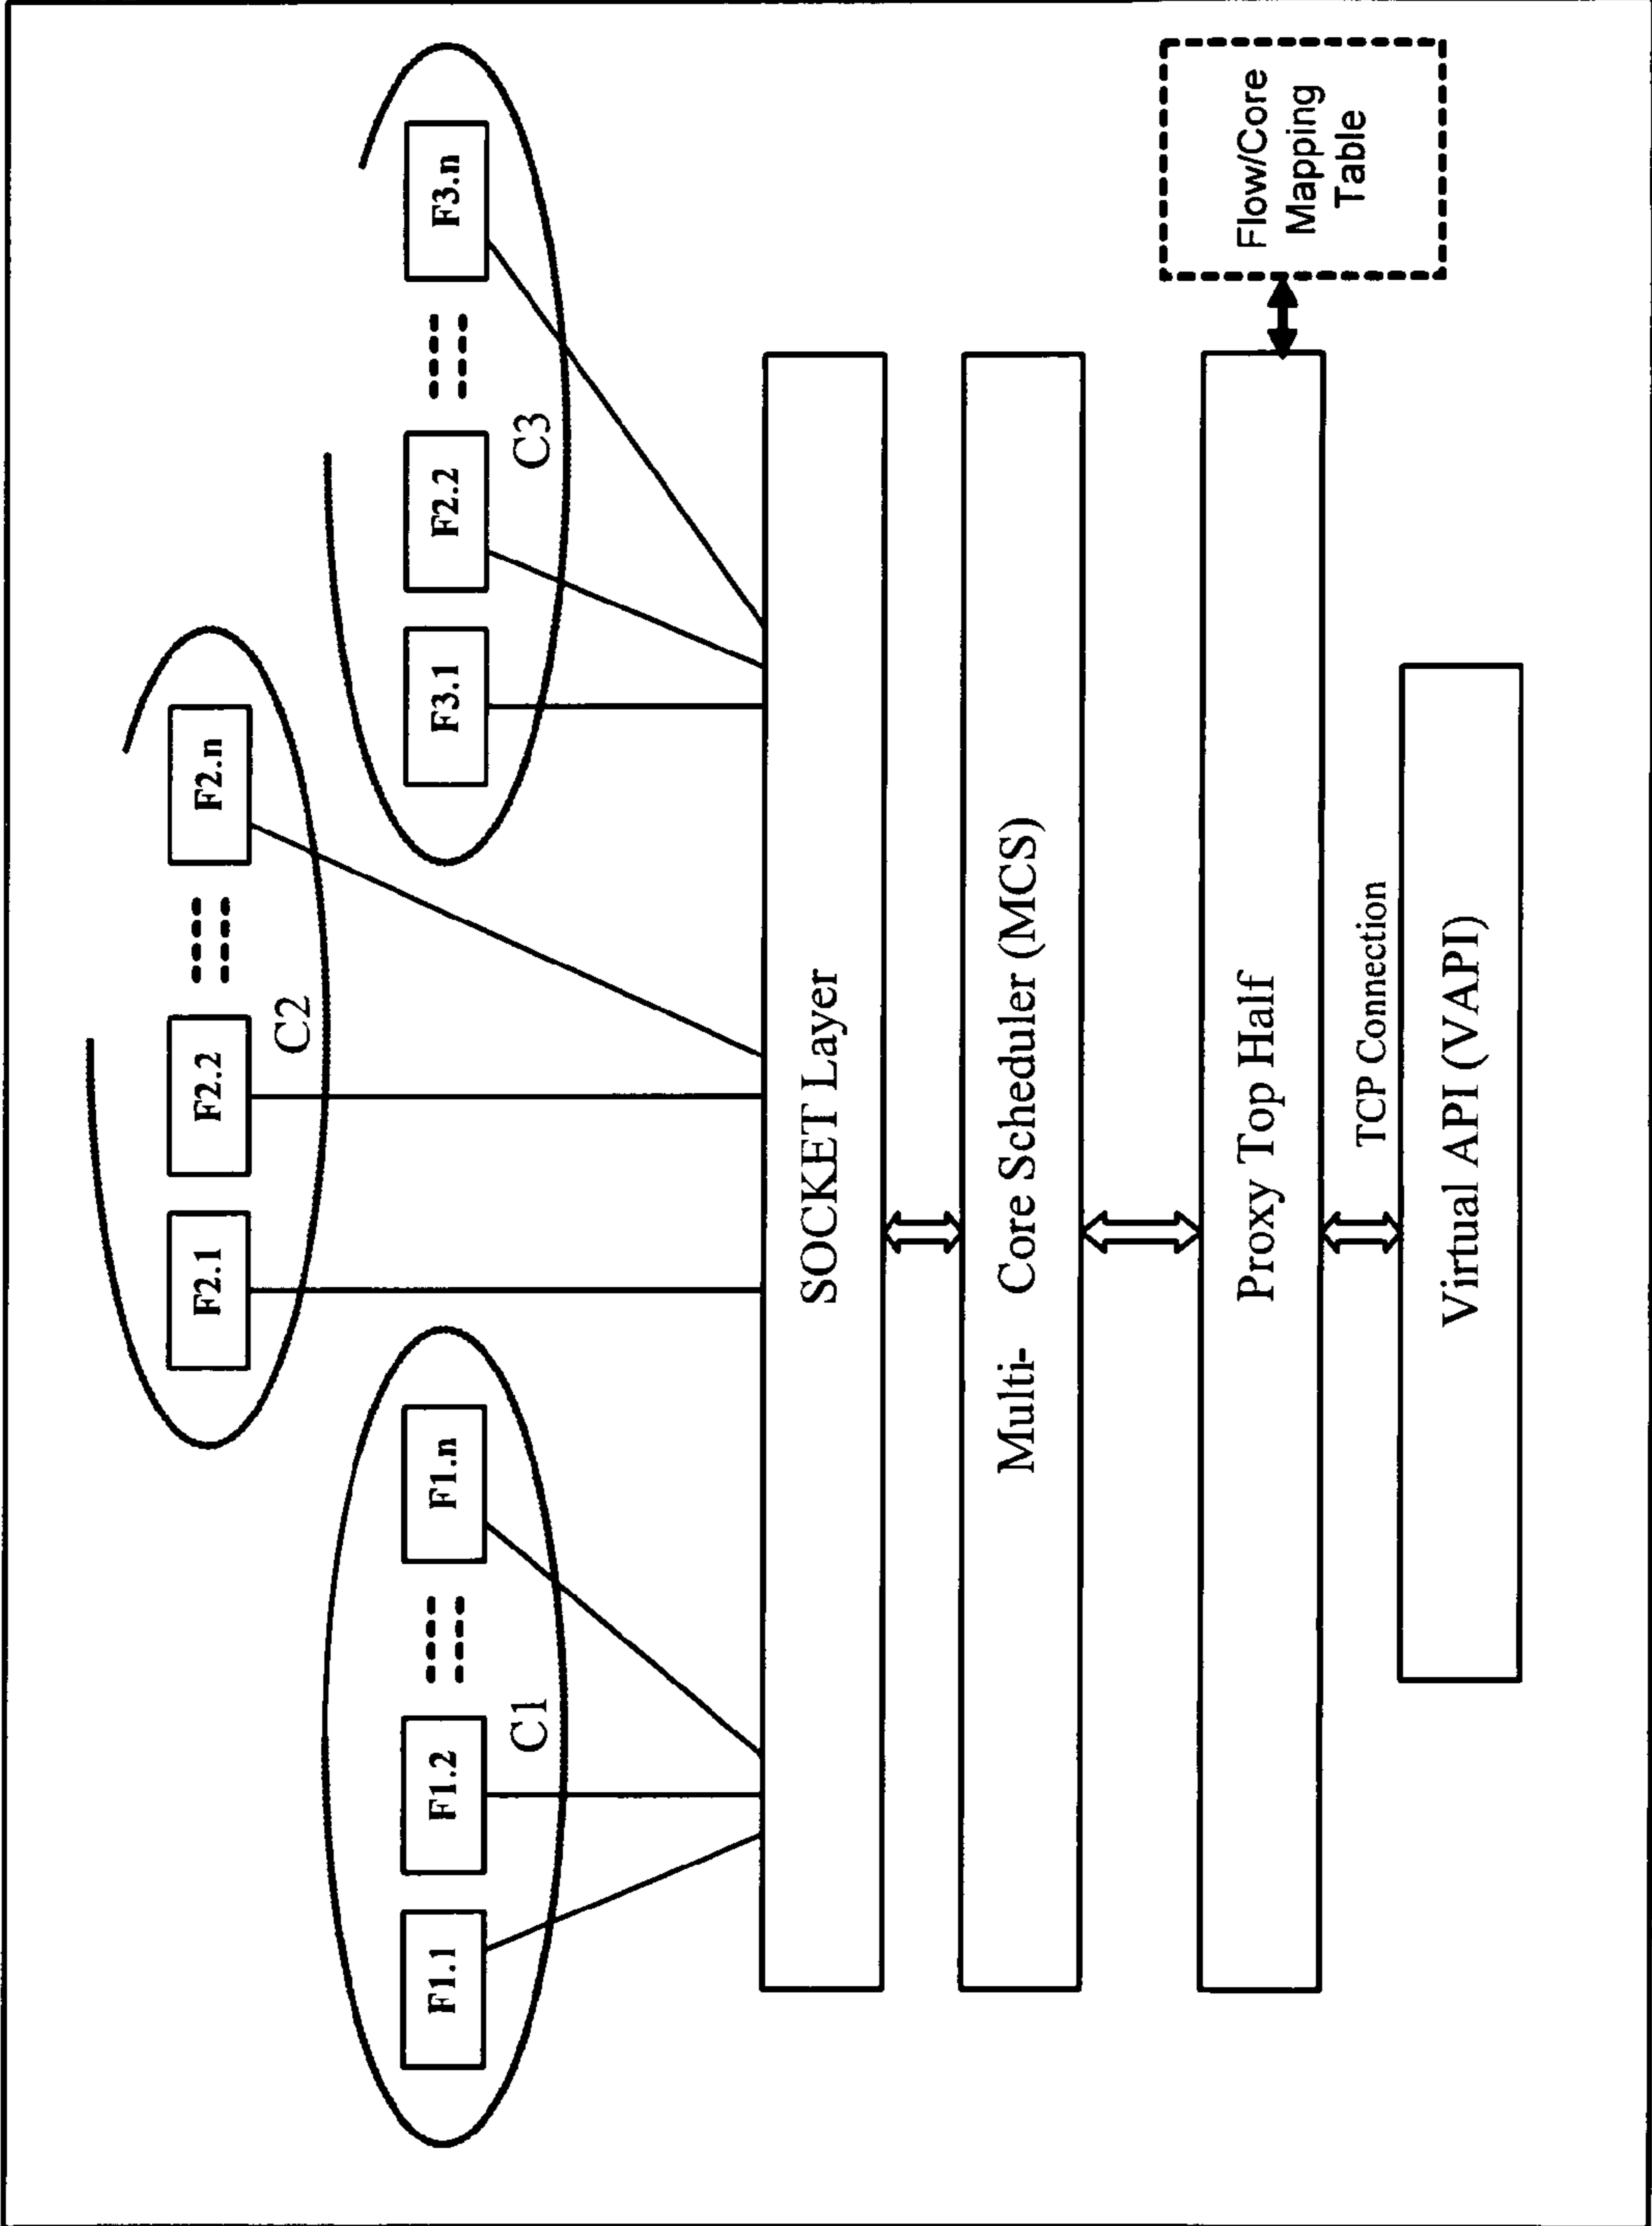 F2.1
F2.2
F2.n
C2
F1.1
F1.2
F1.n
C1
F3.1
F2.2
F3.n
C3
SOCKET Layer
Multi- Core Scheduler (MCS)
Proxy Top Half
Flow/Core
Mapping
Table
TCP Connection
Virtual API (VAPI)